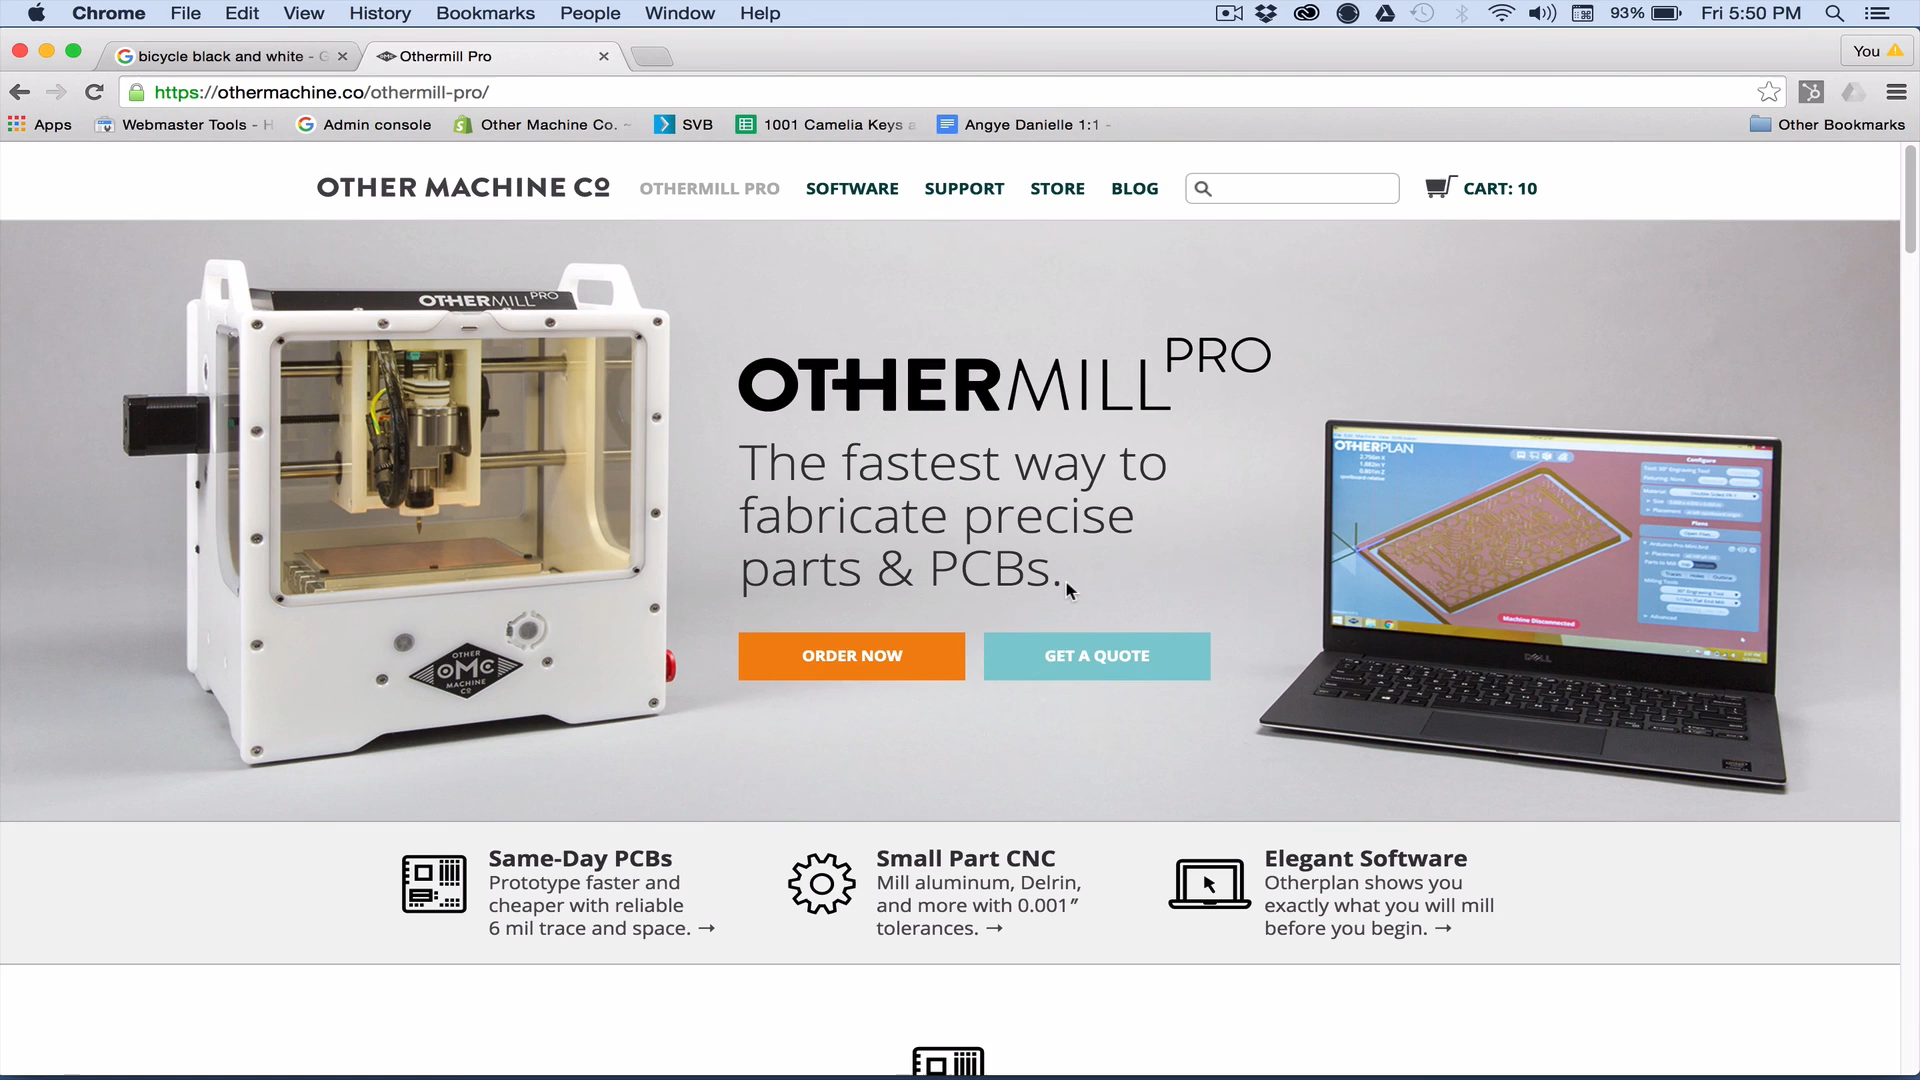 Chrome File Edit View History Bookmarks People Window Help 93% Fri 5:50 PM
bicycle black and white - G Othermill Pro You
https://othermachine.co/othermill-pro/
Apps Webmaster Tools - H Admin console Other Machine Co. ~ SVB 1001 Camelia Keys a Angye Danielle 1:1 - Other Bookmarks
OTHER MACHINE Co OTHERMILL PRO SOFTWARE SUPPORT STORE BLOG CART: 10
OTHERMILL PRO
OTHERMILL PRO
The fastest way to
fabricate precise
parts & PCBs.
ORDER NOW GET A QUOTE
OTHER
OMC
MACHINE
Co
OTHERPLAN
Configure
Plans
Machine Disconnected
DELL
Same-Day PCBs
Prototype faster and
cheaper with reliable
6 mil trace and space. →
Small Part CNC
Mill aluminum, Delrin,
and more with 0.001″
tolerances. →
Elegant Software
Otherplan shows you
exactly what you will mill
before you begin. →